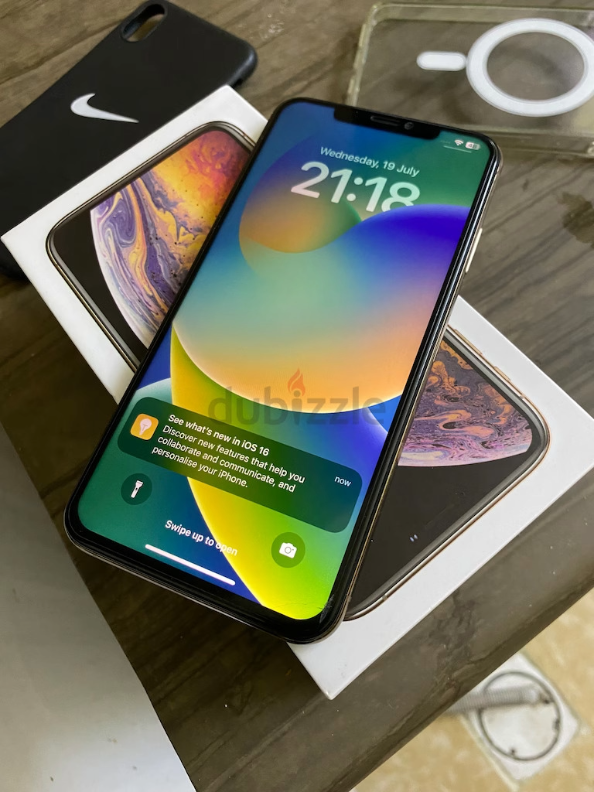 Wednesday, 19 July
21:18
dubizzle
See what's new in iOS 16
now
Discover new features that help you
collaborate and communicate, and
personalise your iPhone.
Swipe up to open